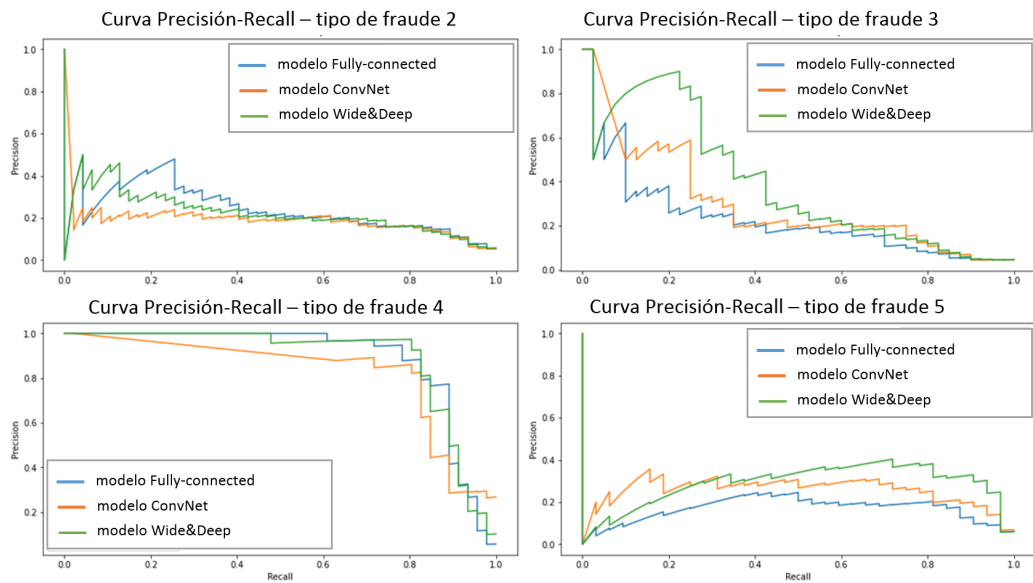 Curva Precisión-Recall – tipo de fraude 2
1.0
0.8
0.6
0.4
0.2
0.0
Precision
modelo Fully-connected
modelo ConvNet
modelo Wide&Deep
0.0 0.2 0.4 0.6 0.8 1.0
Recall
Curva Precisión-Recall – tipo de fraude 3
1.0
0.8
0.6
0.4
0.2
0.0
Precision
modelo Fully-connected
modelo ConvNet
modelo Wide&Deep
0.0 0.2 0.4 0.6 0.8 1.0
Recall
Curva Precisión-Recall – tipo de fraude 4
1.0
0.8
0.6
0.4
0.2
Precision
modelo Fully-connected
modelo ConvNet
modelo Wide&Deep
0.0 0.2 0.4 0.6 0.8 1.0
Recall
Curva Precisión-Recall – tipo de fraude 5
1.0
0.8
0.6
0.4
0.2
0.0
Precision
modelo Fully-connected
modelo ConvNet
modelo Wide&Deep
0.0 0.2 0.4 0.6 0.8 1.0
Recall